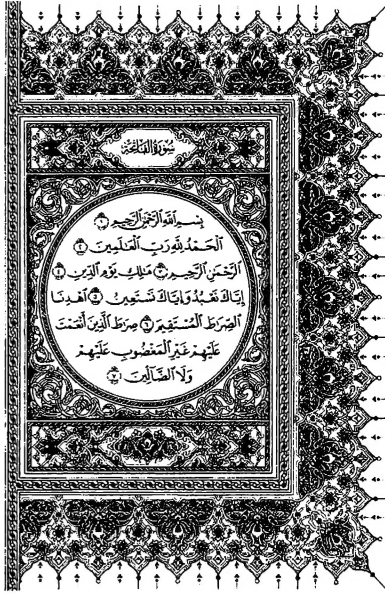 سُورَةُ الْفَاتِحَةِ
بِسْمِ ٱللَّهِ ٱلرَّحْمَٰنِ ٱلرَّحِيمِ ۝١
ٱلْحَمْدُ لِلَّهِ رَبِّ ٱلْعَٰلَمِينَ ۝٢
ٱلرَّحْمَٰنِ ٱلرَّحِيمِ ۝٣ مَٰلِكِ يَوْمِ ٱلدِّينِ ۝٤
إِيَّاكَ نَعْبُدُ وَإِيَّاكَ نَسْتَعِينُ ۝٥ ٱهْدِنَا
ٱلصِّرَٰطَ ٱلْمُسْتَقِيمَ ۝٦ صِرَٰطَ ٱلَّذِينَ أَنْعَمْتَ
عَلَيْهِمْ غَيْرِ ٱلْمَغْضُوبِ عَلَيْهِمْ
وَلَا ٱلضَّآلِّينَ ۝٧